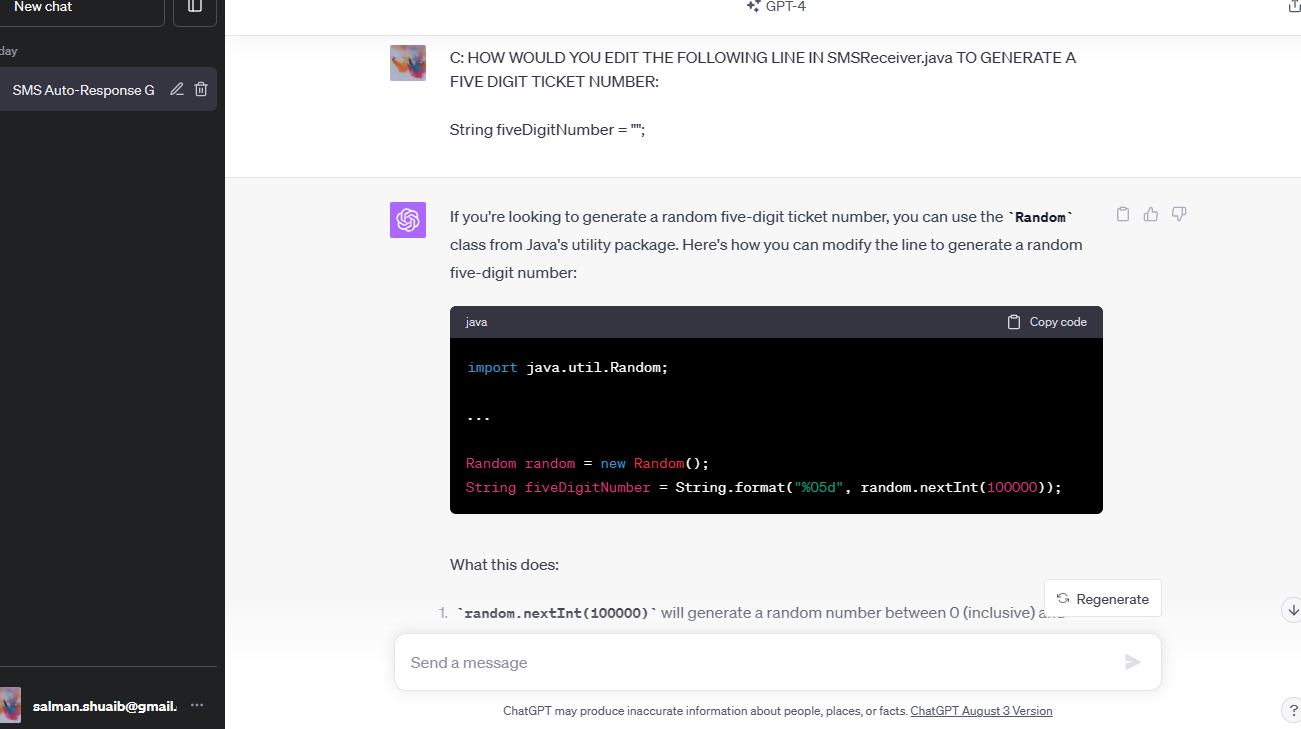 New chat
GPT-4
day
SMS Auto-Response G
C: HOW WOULD YOU EDIT THE FOLLOWING LINE IN SMSReceiver.java TO GENERATE A
FIVE DIGIT TICKET NUMBER:
String fiveDigitNumber = "";
If you're looking to generate a random five-digit ticket number, you can use the `Random`
class from Java's utility package. Here's how you can modify the line to generate a random
five-digit number:
java
Copy code
import java.util.Random;
...
Random random = new Random();
String fiveDigitNumber = String.format("%05d", random.nextInt(100000));
What this does:
1. `random.nextInt(100000)` will generate a random number between 0 (inclusive) and
Regenerate
Send a message
salman.shuaib@gmail.
ChatGPT may produce inaccurate information about people, places, or facts. ChatGPT August 3 Version
?